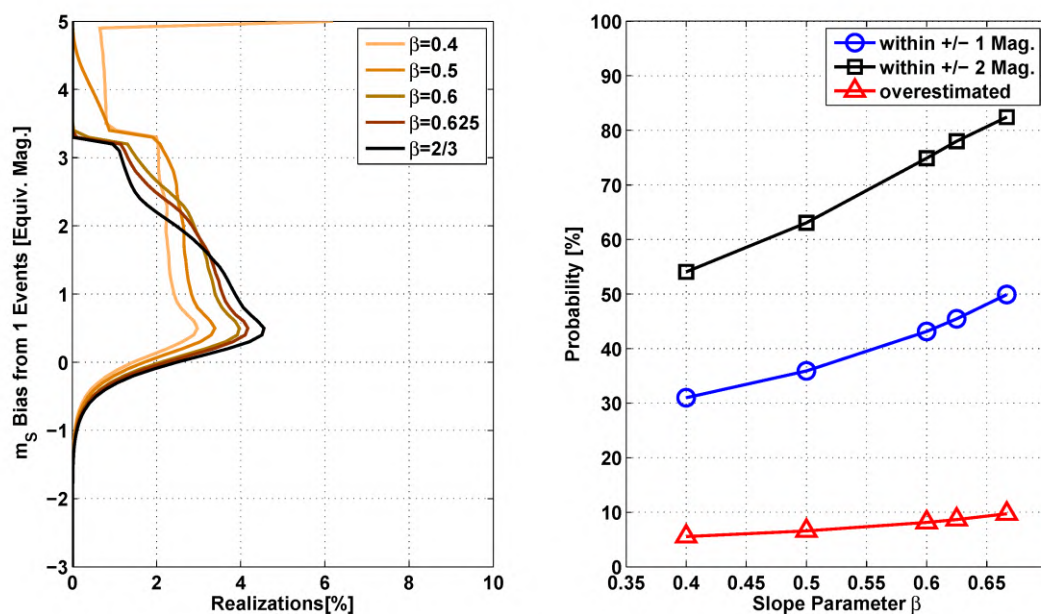 5
4
3
2
1
0
−1
−2
−3
m_S Bias from 1 Events [Equiv. Mag.]
0 2 4 6 8 10
Realizations[%]
β=0.4
β=0.5
β=0.6
β=0.625
β=2/3
100
90
80
70
60
50
40
30
20
10
0
Probability [%]
0.35 0.4 0.45 0.5 0.55 0.6 0.65
Slope Parameter β
within +/− 1 Mag.
within +/− 2 Mag.
overestimated